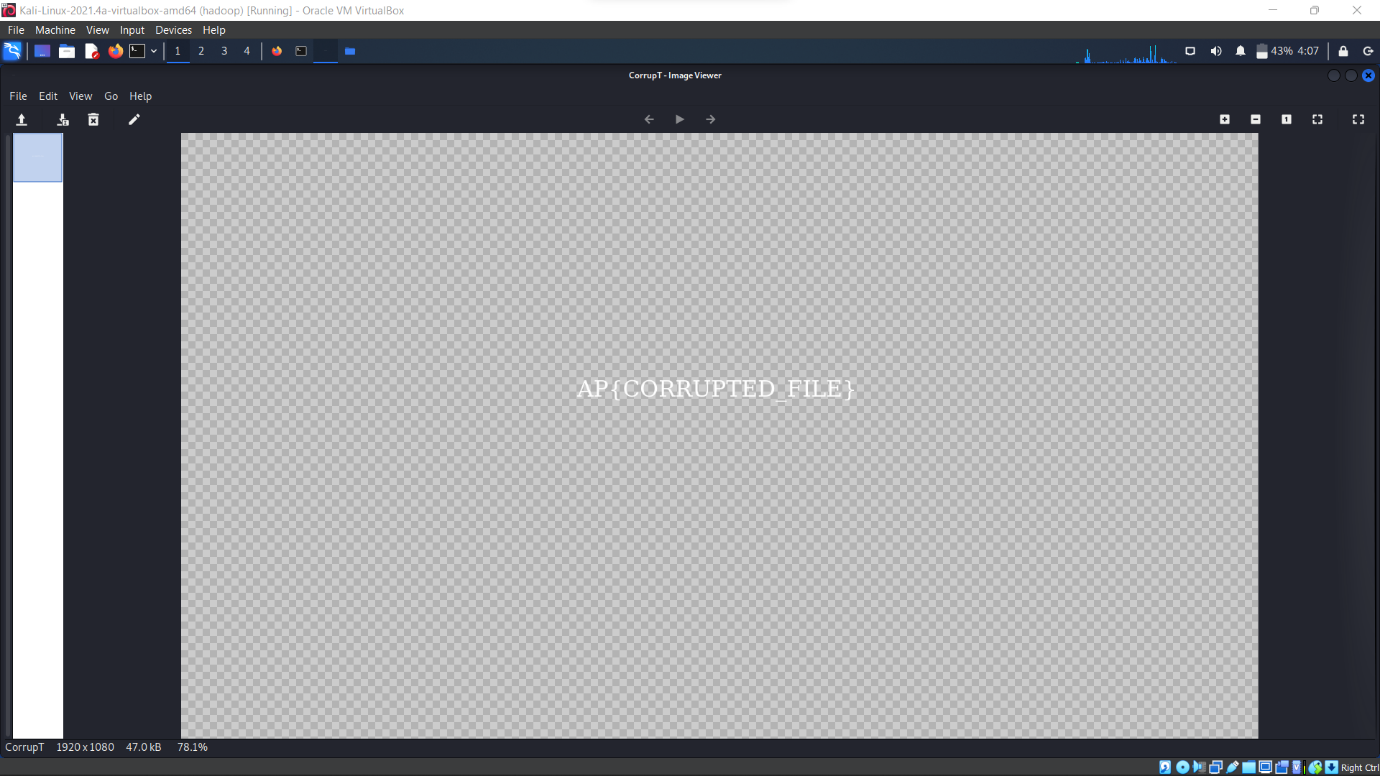 Kali-Linux-2021.4a-virtualbox-amd64 (hadoop) [Running] - Oracle VM VirtualBox
File Machine View Input Devices Help
1 2 3 4 43% 4:07
CorrupT - Image Viewer
File Edit View Go Help
AP{CORRUPTED_FILE}
CorrupT 1920 x 1080 47.0 kB 78.1%
Right Ctrl